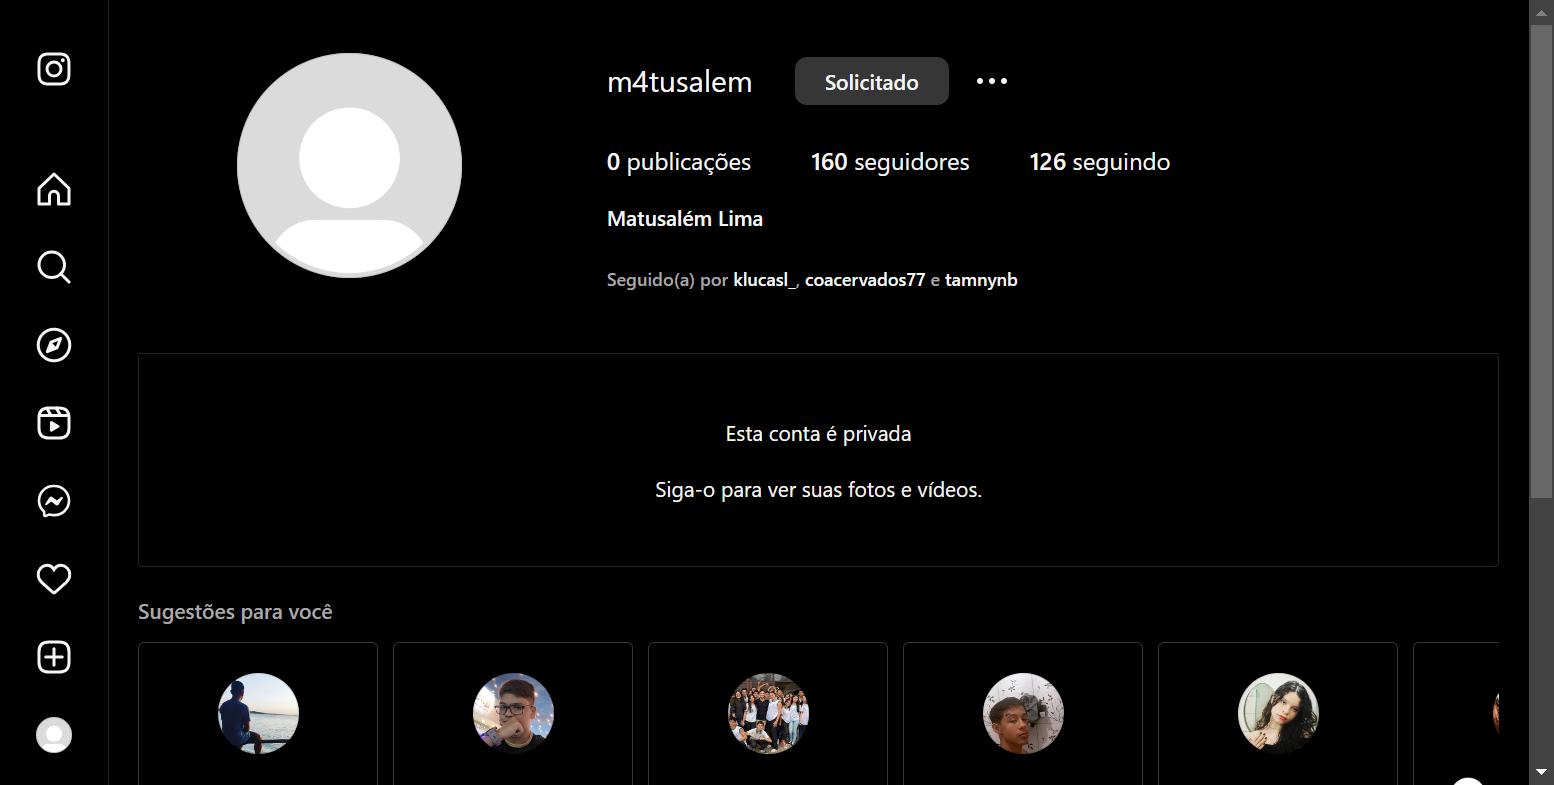 m4tusalem
Solicitado
0 publicações 160 seguidores 126 seguindo
Matusalém Lima
Seguido(a) por klucasl_, coacervados77 e tamnynb
Esta conta é privada
Siga-o para ver suas fotos e vídeos.
Sugestões para você